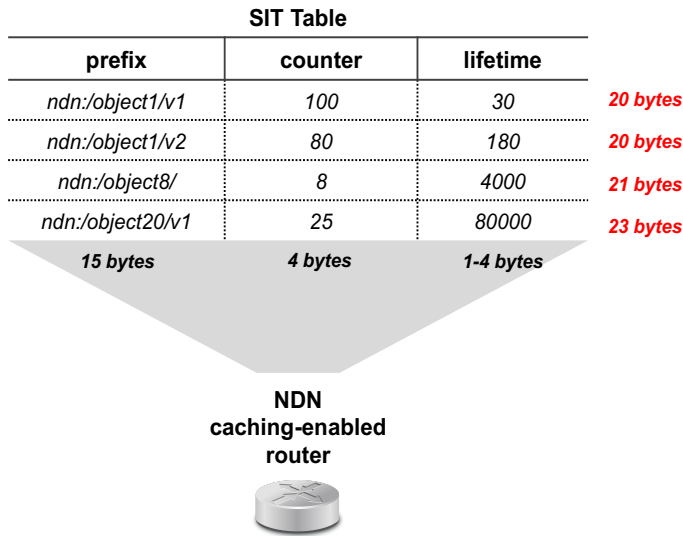 SIT Table
prefix counter lifetime
ndn:/object1/v1 100 30 20 bytes
ndn:/object1/v2 80 180 20 bytes
ndn:/object8/ 8 4000 21 bytes
ndn:/object20/v1 25 80000 23 bytes
15 bytes 4 bytes 1-4 bytes
NDN
caching-enabled
router